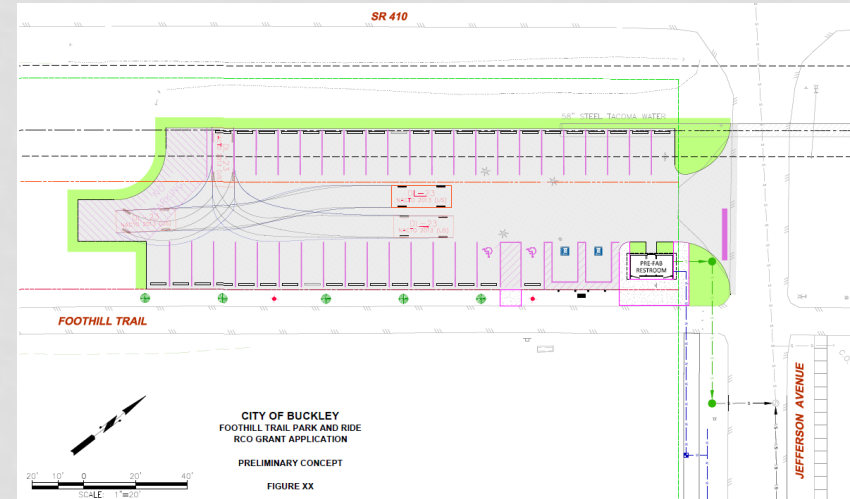 SR 410
58" STEEL TACOMA WATER
PRE-FAB
RESTROOM
FOOTHILL TRAIL
JEFFERSON AVENUE
CITY OF BUCKLEY
FOOTHILL TRAIL PARK AND RIDE
RCO GRANT APPLICATION
PRELIMINARY CONCEPT
FIGURE XX
20' 10' 0 20' 40'
SCALE: 1"=20'